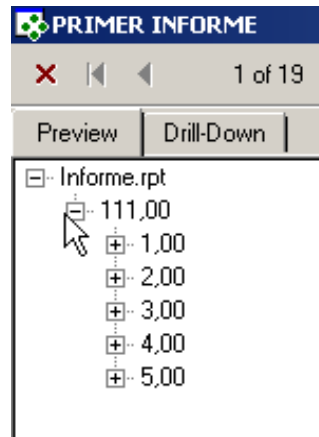 PRIMER INFORME
1 of 19
Preview Drill-Down
Informe.rpt
111,00
1,00
2,00
3,00
4,00
5,00